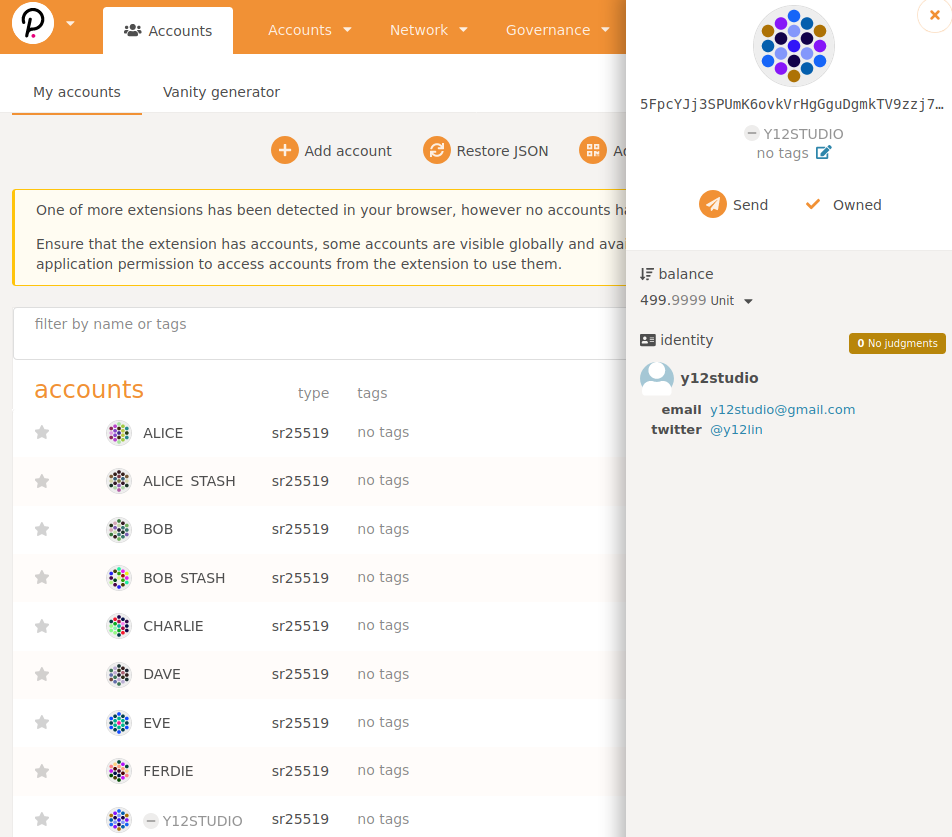 Accounts
Accounts
Network
Governance
My accounts
Vanity generator
Add account
Restore JSON
One of more extensions has been detected in your browser, however no accounts
Ensure that the extension has accounts, some accounts are visible globally and
application permission to access accounts from the extension to use them.
filter by name or tags
accounts type tags
ALICE sr25519 no tags
ALICE STASH sr25519 no tags
BOB sr25519 no tags
BOB STASH sr25519 no tags
CHARLIE sr25519 no tags
DAVE sr25519 no tags
EVE sr25519 no tags
FERDIE sr25519 no tags
Y12STUDIO sr25519 no tags
5FpcYJj3SPUmK6ovkVrHgGguDgmkTV9zzj7…
Y12STUDIO
no tags
Send
Owned
balance
499.9999 Unit
identity
0 No judgments
y12studio
email y12studio@gmail.com
twitter @y12lin